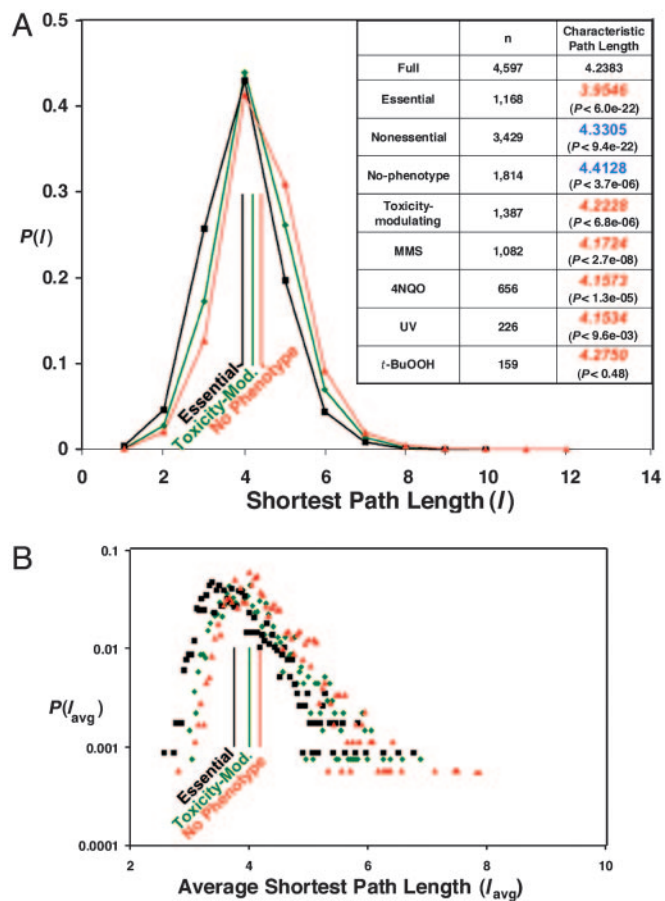 A
0.5
0.4
0.3
0.2
0.1
0
P(l)
0 2 4 6 8 10 12 14
Shortest Path Length (l)
Essential
Toxicity-Mod.
No Phenotype
n Characteristic Path Length
Full 4,597 4.2383
Essential 1,168 3.9546
(P < 6.0e-22)
Nonessential 3,429 4.3305
(P < 9.4e-22)
No-phenotype 1,814 4.4128
(P < 3.7e-06)
Toxicity-modulating 1,387 4.2228
(P < 6.8e-06)
MMS 1,082 4.1724
(P < 2.7e-08)
4NQO 656 4.1573
(P < 1.3e-05)
UV 226 4.1534
(P < 9.6e-03)
t-BuOOH 159 4.2750
(P < 0.48)
B
0.1
0.01
0.001
0.0001
P(lavg)
Essential
Toxicity-Mod.
No Phenotype
2 4 6 8 10
Average Shortest Path Length (lavg)